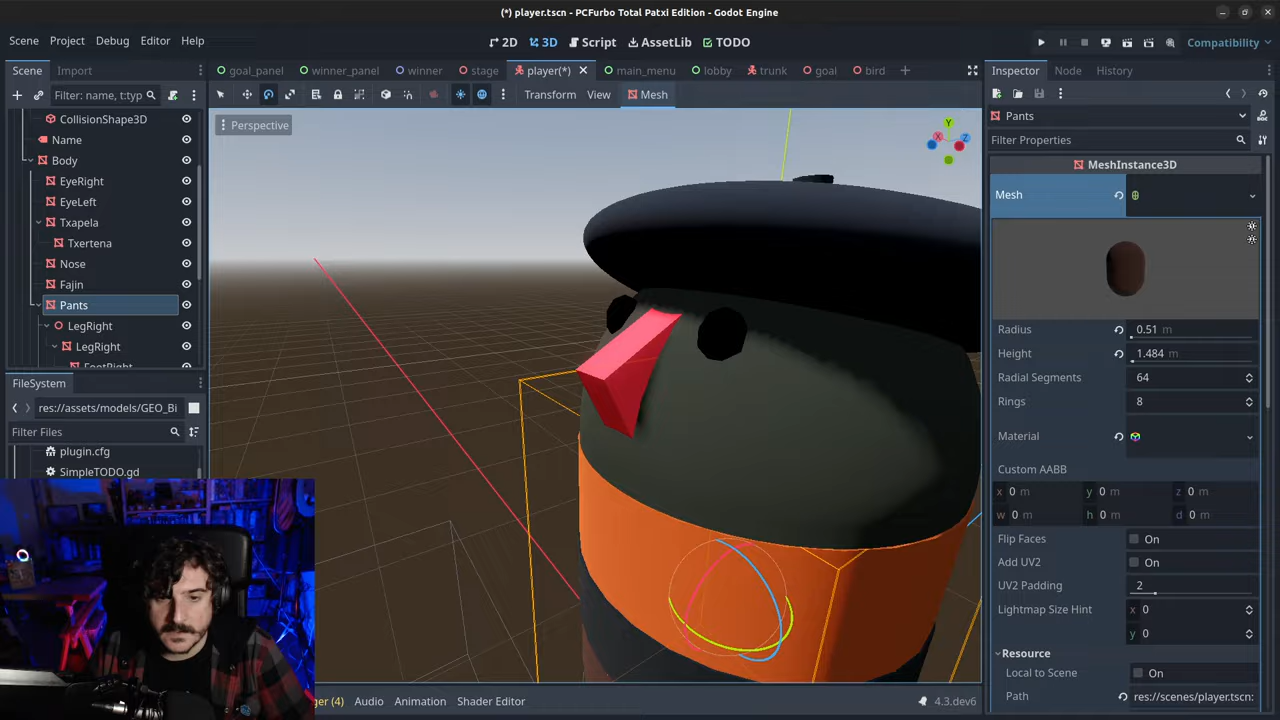 (*) player.tscn - PCFurbo Total Patxi Edition - Godot Engine
Scene Project Debug Editor Help
2D 3D Script AssetLib TODO
Compatibility
Scene Import
goal_panel winner_panel winner stage player(*) main_menu lobby trunk goal bird
Inspector Node History
Filter: name, t:typ
Transform View Mesh
Perspective
CollisionShape3D
Name
Body
EyeRight
EyeLeft
Txapela
Txertena
Nose
Fajin
Pants
LegRight
LegRight
FootRight
FileSystem
res://assets/models/GEO_Bi
Filter Files
plugin.cfg
SimpleTODO.gd
Y
X
Z
Pants
Filter Properties
MeshInstance3D
Mesh
Radius 0.51 m
Height 1.484 m
Radial Segments 64
Rings 8
Material
Custom AABB
x 0 m y 0 m z 0 m
w 0 m h 0 m d 0 m
Flip Faces On
Add UV2 On
UV2 Padding 2
Lightmap Size Hint x 0
y 0
Resource
Local to Scene On
Path res://scenes/player.tscn:
ger (4) Audio Animation Shader Editor
4.3.dev6